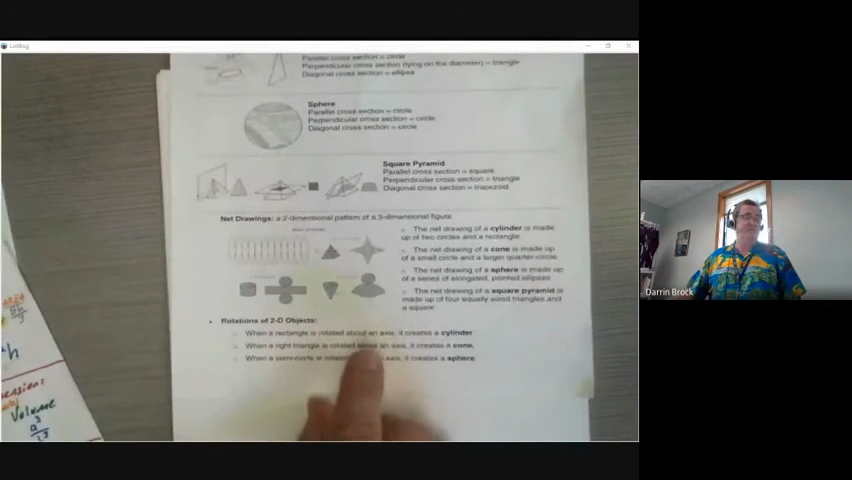 Parallel cross section = circle
Perpendicular cross section (lying on the diameter) = triangle
Diagonal cross section = ellipse
Sphere
Parallel cross section = circle
Perpendicular cross section = circle
Diagonal cross section = circle
Square Pyramid
Parallel cross section = square
Perpendicular cross section = triangle
Diagonal cross section = trapezoid
Net Drawings: a 2-dimensional pattern of a 3-dimensional figure
The net drawing of a cylinder is made
up of two circles and a rectangle.
The net drawing of a cone is made up
of a small circle and a larger quarter-circle.
The net drawing of a sphere is made up
of a series of elongated, pointed ellipses.
The net drawing of a square pyramid is
made up of four equally sized triangles and
a square.
Rotations of 2-D Objects:
When a rectangle is rotated about an axis, it creates a cylinder.
When a right triangle is rotated about an axis, it creates a cone.
When a semi-circle is rotated axis, it creates a sphere.
AREA
Volume
Darrin Brock